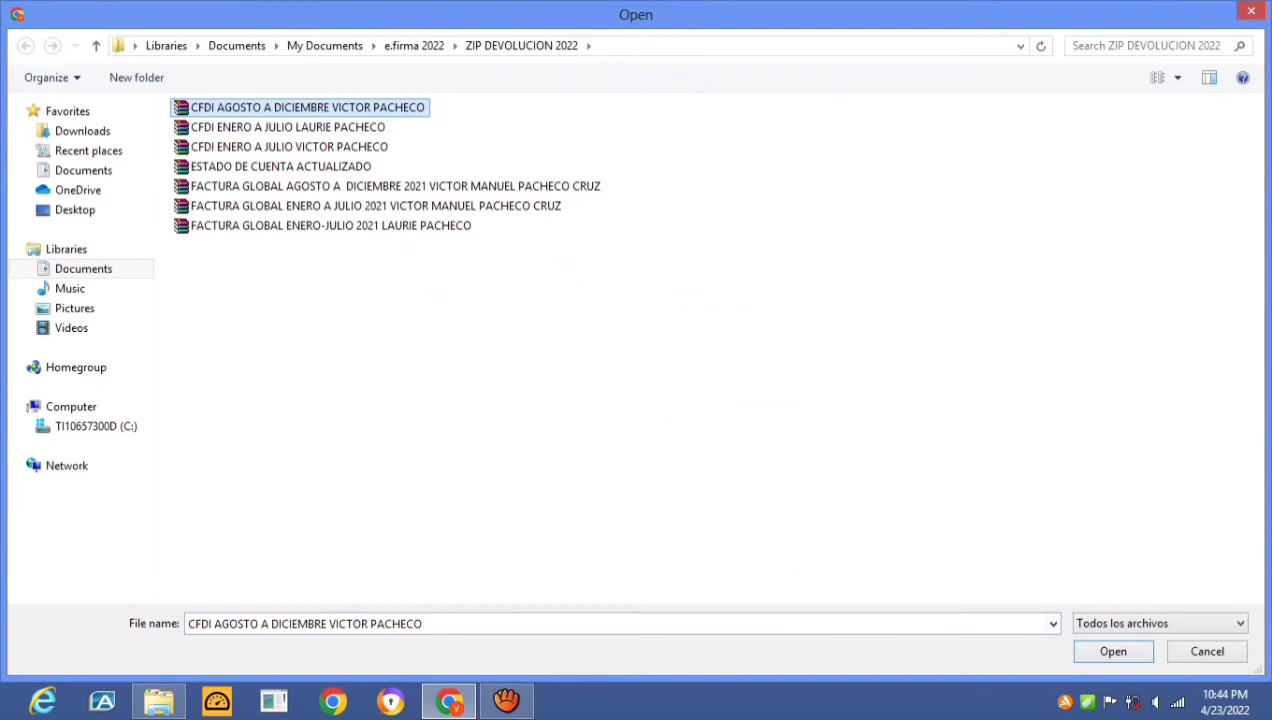 Open
Libraries
Documents
My Documents
e.firma 2022
ZIP DEVOLUCION 2022
Search ZIP DEVOLUCION 2022
Organize
New folder
Favorites
Downloads
Recent places
Documents
OneDrive
Desktop
Libraries
Documents
Music
Pictures
Videos
Homegroup
Computer
TI10657300D (C:)
Network
CFDI AGOSTO A DICIEMBRE VICTOR PACHECO
CFDI ENERO A JULIO LAURIE PACHECO
CFDI ENERO A JULIO VICTOR PACHECO
ESTADO DE CUENTA ACTUALIZADO
FACTURA GLOBAL AGOSTO A  DICIEMBRE 2021 VICTOR MANUEL PACHECO CRUZ
FACTURA GLOBAL ENERO A JULIO 2021 VICTOR MANUEL PACHECO CRUZ
FACTURA GLOBAL ENERO-JULIO 2021 LAURIE PACHECO
File name:
CFDI AGOSTO A DICIEMBRE VICTOR PACHECO
Todos los archivos
Open
Cancel
10:44 PM
4/23/2022